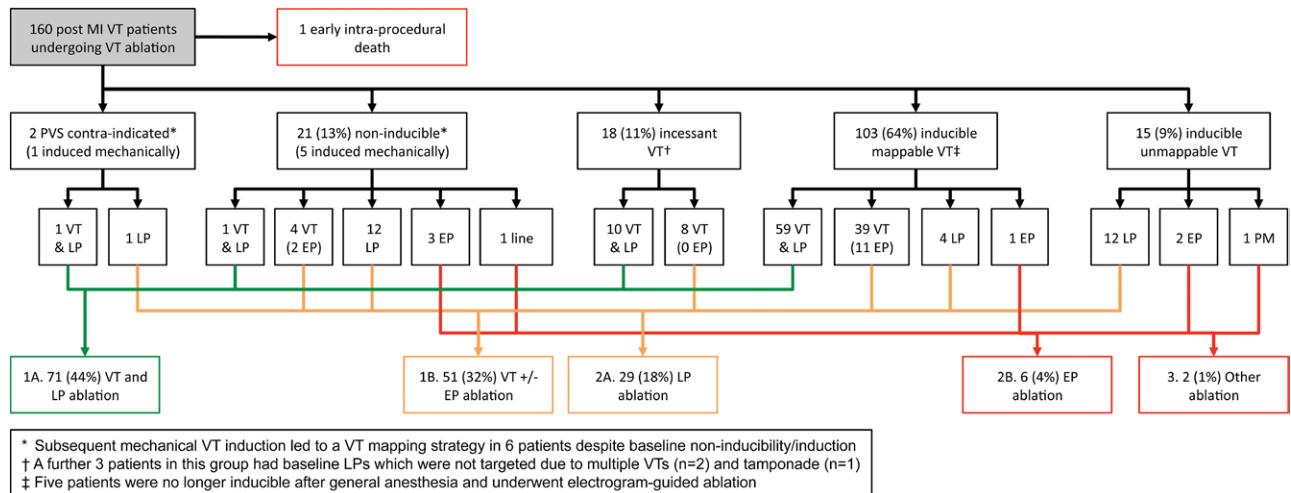 160 post MI VT patients
undergoing VT ablation
1 early intra-procedural
death
2 PVS contra-indicated*
(1 induced mechanically)
21 (13%) non-inducible*
(5 induced mechanically)
18 (11%) incessant
VT†
103 (64%) inducible
mappable VT‡
15 (9%) inducible
unmappable VT
1 VT
& LP
1 LP
1 VT
& LP
4 VT
(2 EP)
12
LP
3 EP
1 line
10 VT
& LP
8 VT
(0 EP)
59 VT
& LP
39 VT
(11 EP)
4 LP
1 EP
12 LP
2 EP
1 PM
1A. 71 (44%) VT and
LP ablation
1B. 51 (32%) VT +/-
EP ablation
2A. 29 (18%) LP
ablation
2B. 6 (4%) EP
ablation
3. 2 (1%) Other
ablation
* Subsequent mechanical VT induction led to a VT mapping strategy in 6 patients despite baseline non-inducibility/induction
† A further 3 patients in this group had baseline LPs which were not targeted due to multiple VTs (n=2) and tamponade (n=1)
‡ Five patients were no longer inducible after general anesthesia and underwent electrogram-guided ablation